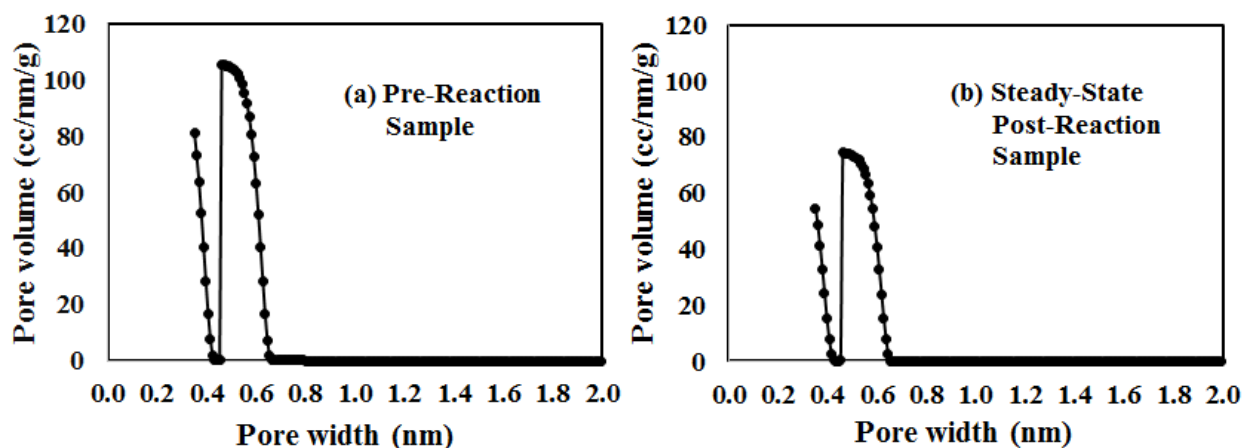 120
100
80
60
40
20
0
Pore volume (cc/nm/g)
(a) Pre-Reaction
Sample
0.0 0.2 0.4 0.6 0.8 1.0 1.2 1.4 1.6 1.8 2.0
Pore width (nm)
120
100
80
60
40
20
0
Pore volume (cc/nm/g)
(b) Steady-State
Post-Reaction
Sample
0.0 0.2 0.4 0.6 0.8 1.0 1.2 1.4 1.6 1.8 2.0
Pore width (nm)